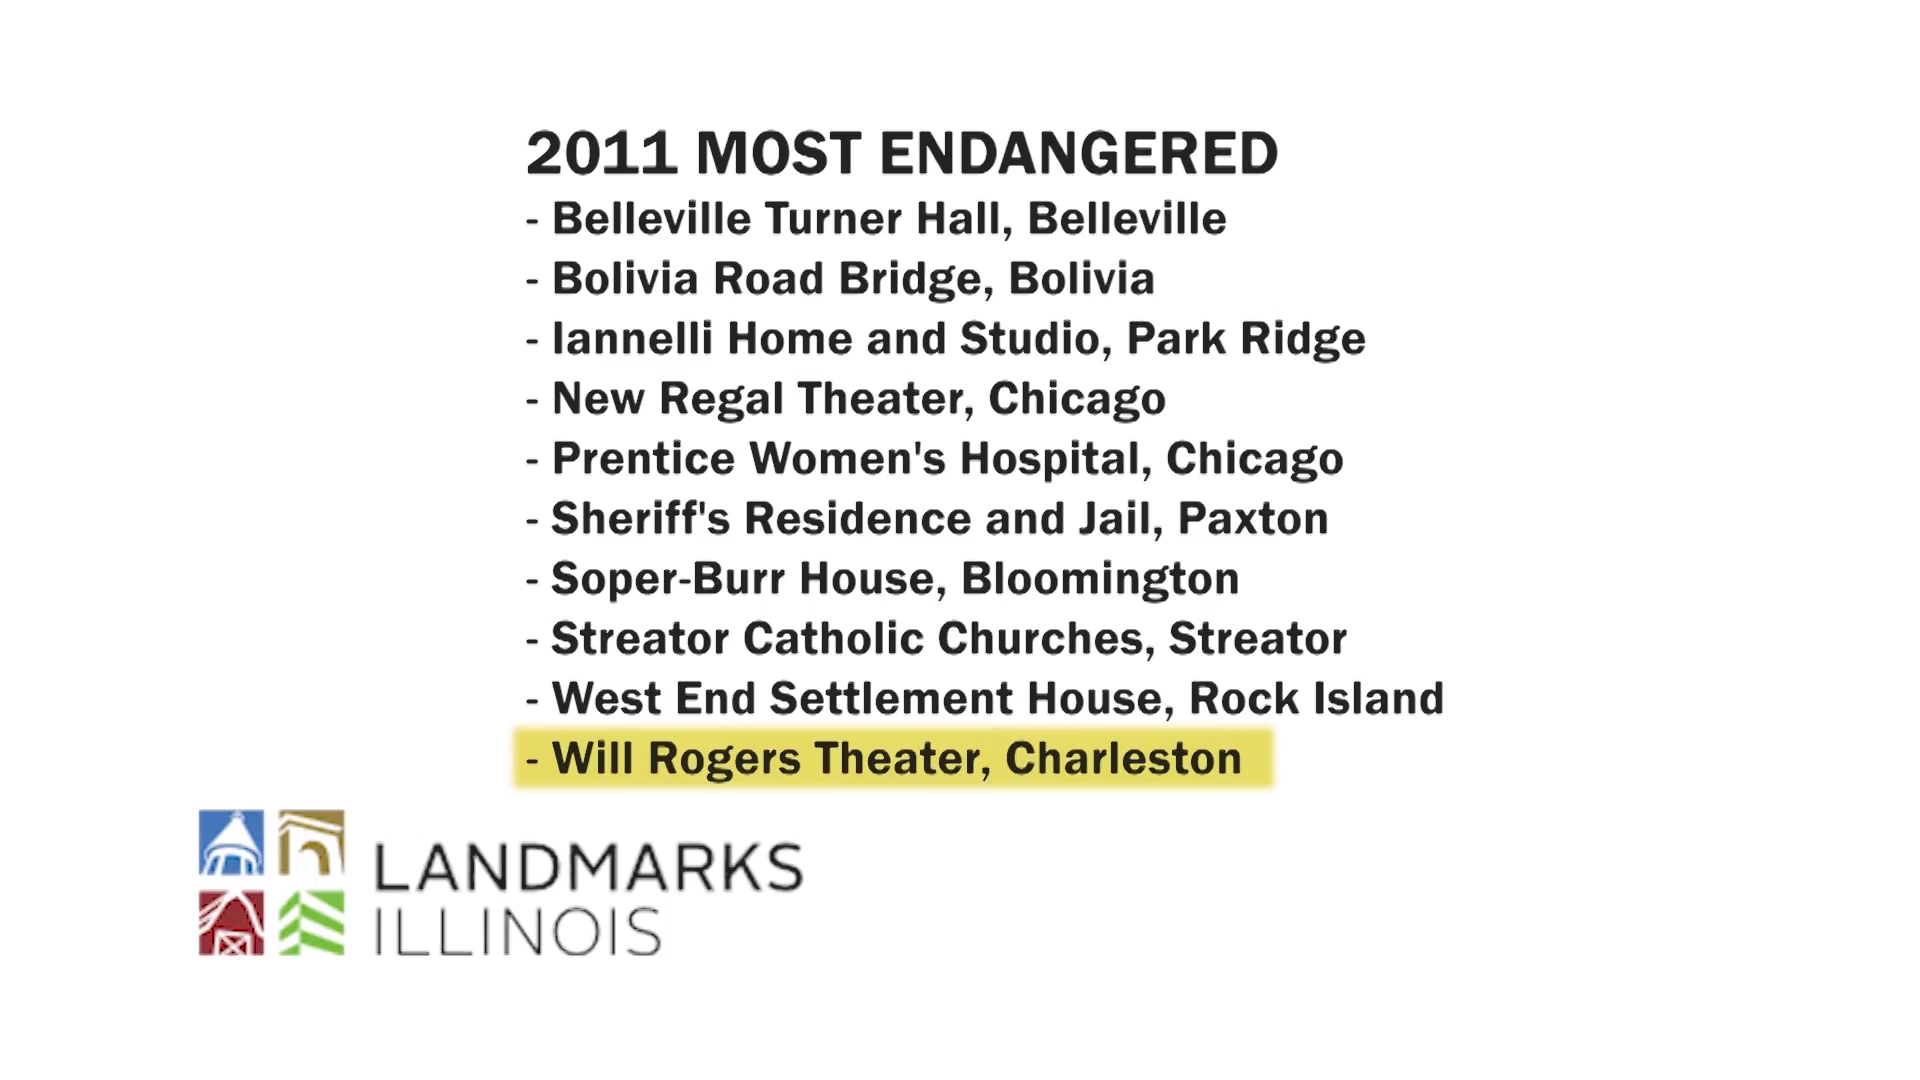 2011 MOST ENDANGERED
- Belleville Turner Hall, Belleville
- Bolivia Road Bridge, Bolivia
- Iannelli Home and Studio, Park Ridge
- New Regal Theater, Chicago
- Prentice Women's Hospital, Chicago
- Sheriff's Residence and Jail, Paxton
- Soper-Burr House, Bloomington
- Streator Catholic Churches, Streator
- West End Settlement House, Rock Island
- Will Rogers Theater, Charleston
LANDMARKS
ILLINOIS